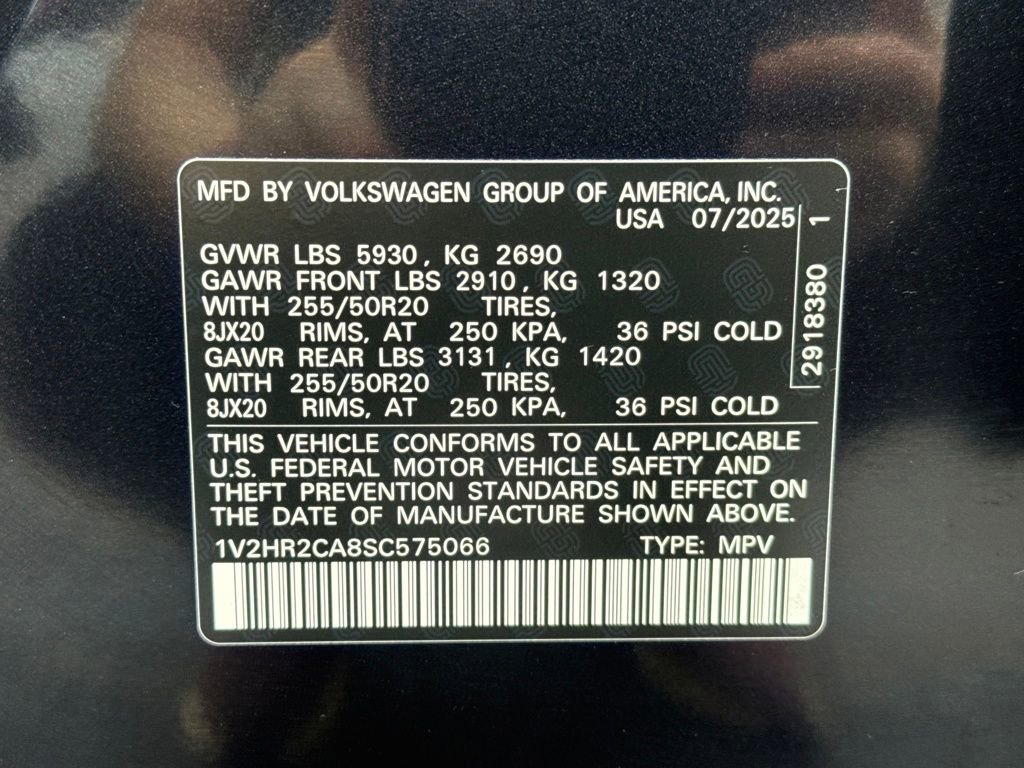 MFD BY VOLKSWAGEN GROUP OF AMERICA, INC.
USA 07/2025
GVWR LBS 5930, KG 2690
GAWR FRONT LBS 2910, KG 1320
WITH 255/50R20 TIRES,
8JX20 RIMS, AT 250 KPA, 36 PSI COLD
GAWR REAR LBS 3131, KG 1420
WITH 255/50R20 TIRES,
8JX20 RIMS, AT 250 KPA, 36 PSI COLD
2918380 1
THIS VEHICLE CONFORMS TO ALL APPLICABLE
U.S. FEDERAL MOTOR VEHICLE SAFETY AND
THEFT PREVENTION STANDARDS IN EFFECT ON
THE DATE OF MANUFACTURE SHOWN ABOVE.
1V2HR2CA8SC575066 TYPE: MPV